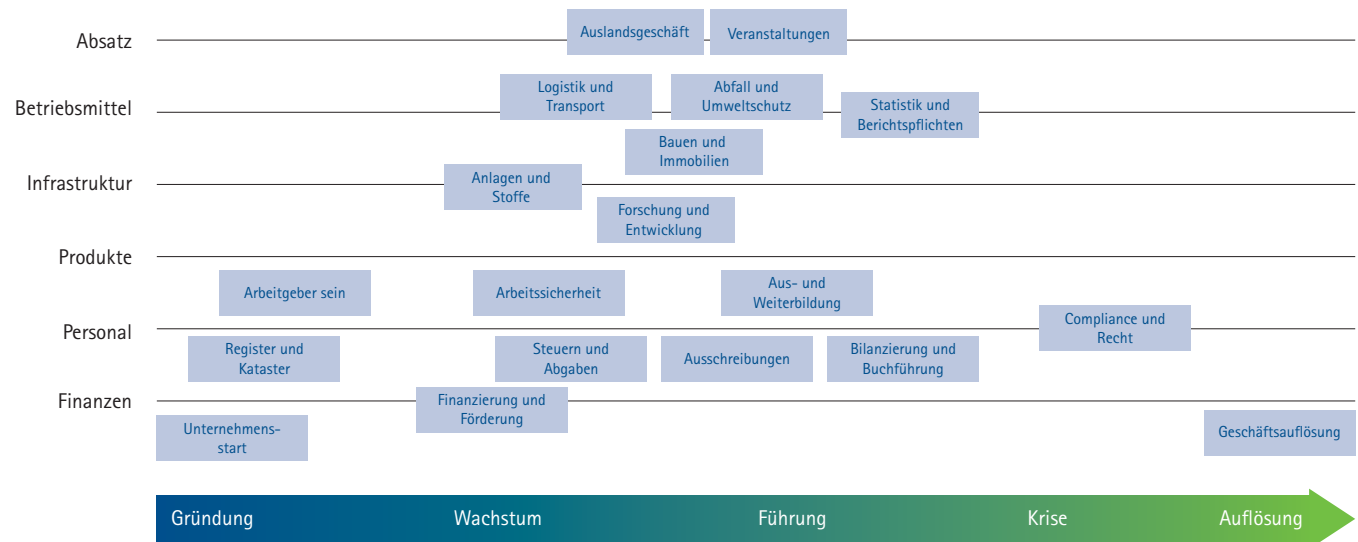 Absatz
Auslandsgeschäft
Veranstaltungen
Betriebsmittel
Logistik und
Transport
Abfall und
Umweltschutz
Statistik und
Berichtspflichten
Bauen und
Immobilien
Infrastruktur
Anlagen und
Stoffe
Forschung und
Entwicklung
Produkte
Arbeitgeber sein
Arbeitssicherheit
Aus- und
Weiterbildung
Personal
Compliance und
Recht
Register und
Kataster
Steuern und
Abgaben
Ausschreibungen
Bilanzierung und
Buchführung
Finanzen
Finanzierung und
Förderung
Unternehmens-
start
Geschäftsauflösung
Gründung
Wachstum
Führung
Krise
Auflösung